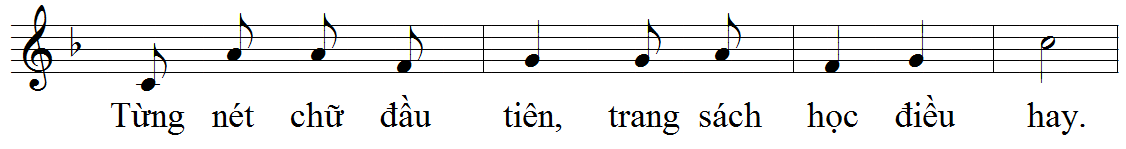 Từng nét chữ đầu tiên, trang sách học điều hay.